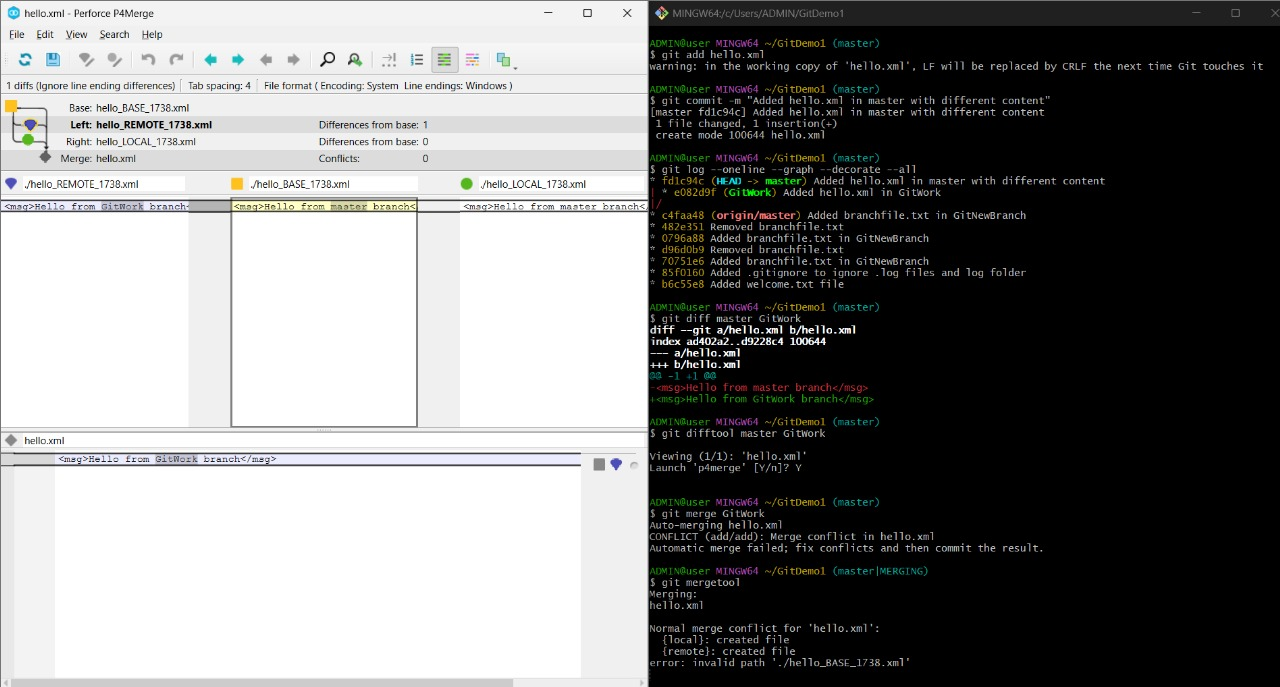 hello.xml - Perforce P4Merge
File Edit View Search Help
1 diffs (Ignore line ending differences) Tab spacing: 4 File format ( Encoding: System Line endings: Windows )
Base: hello_BASE_1738.xml
Left: hello_REMOTE_1738.xml Differences from base: 1
Right: hello_LOCAL_1738.xml Differences from base: 0
Merge: hello.xml Conflicts: 0
./hello_REMOTE_1738.xml ./hello_BASE_1738.xml ./hello_LOCAL_1738.xml
<msg>Hello from GitWork branch< <msg>Hello from master branch< <msg>Hello from master branch</
hello.xml
<msg>Hello from GitWork branch</msg>
MINGW64:/c/Users/ADMIN/GitDemo1
ADMIN@user MINGW64 ~/GitDemo1 (master)
$ git add hello.xml
warning: in the working copy of 'hello.xml', LF will be replaced by CRLF the next time Git touches it
ADMIN@user MINGW64 ~/GitDemo1 (master)
$ git commit -m "Added hello.xml in master with different content"
[master fd1c94c] Added hello.xml in master with different content
1 file changed, 1 insertion(+)
create mode 100644 hello.xml
ADMIN@user MINGW64 ~/GitDemo1 (master)
$ git log --oneline --graph --decorate --all
* fd1c94c (HEAD -> master) Added hello.xml in master with different content
| * e082d9f (GitWork) Added hello.xml in GitWork
|/
* c4faa48 (origin/master) Added branchfile.txt in GitNewBranch
* 482e351 Removed branchfile.txt
* 0796a88 Added branchfile.txt in GitNewBranch
* d96d0b9 Removed branchfile.txt
* 70751e6 Added branchfile.txt in GitNewBranch
* 85f0160 Added .gitignore to ignore .log files and log folder
* b6c55e8 Added welcome.txt file
ADMIN@user MINGW64 ~/GitDemo1 (master)
$ git diff master GitWork
diff --git a/hello.xml b/hello.xml
index ad402a2..d9228c4 100644
--- a/hello.xml
+++ b/hello.xml
@@ -1 +1 @@
-<msg>Hello from master branch</msg>
+<msg>Hello from GitWork branch</msg>
ADMIN@user MINGW64 ~/GitDemo1 (master)
$ git difftool master GitWork
Viewing (1/1): 'hello.xml'
Launch 'p4merge' [Y/n]? Y
ADMIN@user MINGW64 ~/GitDemo1 (master)
$ git merge GitWork
Auto-merging hello.xml
CONFLICT (add/add): Merge conflict in hello.xml
Automatic merge failed; fix conflicts and then commit the result.
ADMIN@user MINGW64 ~/GitDemo1 (master|MERGING)
$ git mergetool
Merging:
hello.xml
Normal merge conflict for 'hello.xml':
{local}: created file
{remote}: created file
error: invalid path './hello_BASE_1738.xml'